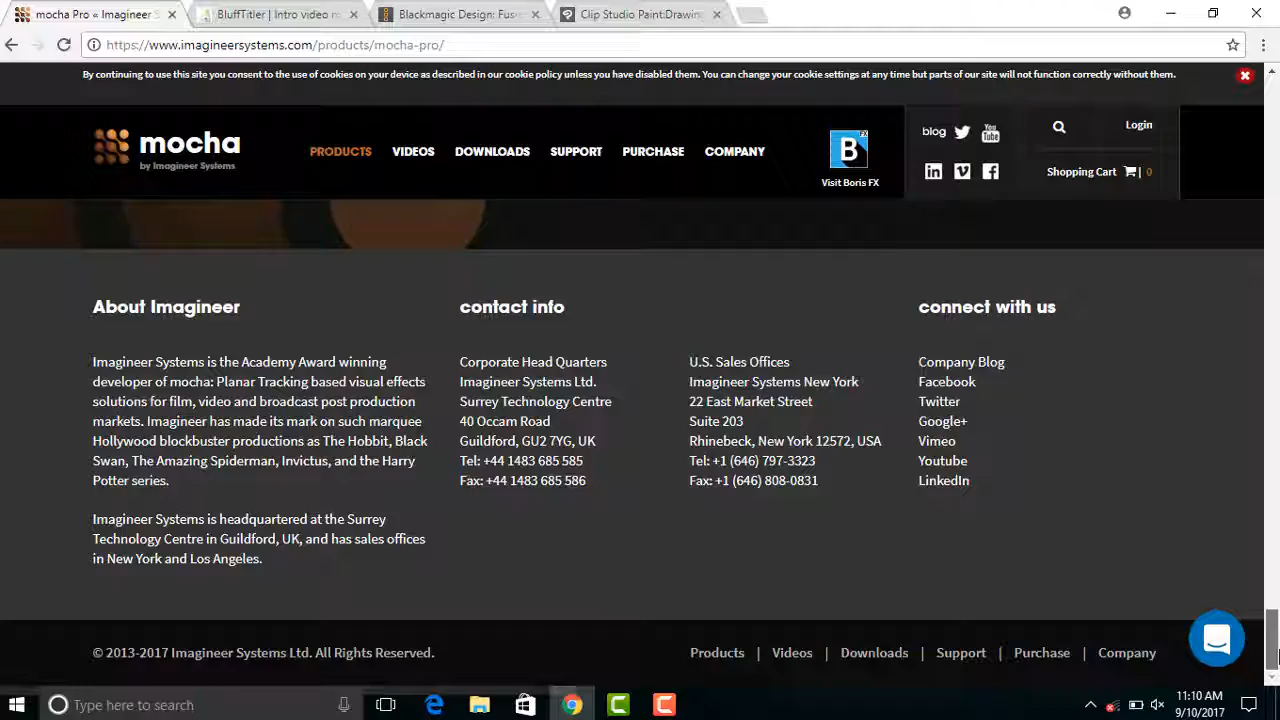 mocha Pro « Imagineer S
BluffTitler | Intro video n
Blackmagic Design: Fus
Clip Studio Paint:Drawin
https://www.imagineersystems.com/products/mocha-pro/
By continuing to use this site you consent to the use of cookies on your device as described in our cookie policy unless you have disabled them. You can change your cookie settings at any time but parts of our site will not function correctly without them.
mocha
by Imagineer Systems
PRODUCTS VIDEOS DOWNLOADS SUPPORT PURCHASE COMPANY
B FX
Visit Boris FX
blog
You Tube
Login
Shopping Cart | 0
About Imagineer
Imagineer Systems is the Academy Award winning
developer of mocha: Planar Tracking based visual effects
solutions for film, video and broadcast post production
markets. Imagineer has made its mark on such marquee
Hollywood blockbuster productions as The Hobbit, Black
Swan, The Amazing Spiderman, Invictus, and the Harry
Potter series.
Imagineer Systems is headquartered at the Surrey
Technology Centre in Guildford, UK, and has sales offices
in New York and Los Angeles.
contact info
Corporate Head Quarters
Imagineer Systems Ltd.
Surrey Technology Centre
40 Occam Road
Guildford, GU2 7YG, UK
Tel: +44 1483 685 585
Fax: +44 1483 685 586
U.S. Sales Offices
Imagineer Systems New York
22 East Market Street
Suite 203
Rhinebeck, New York 12572, USA
Tel: +1 (646) 797-3323
Fax: +1 (646) 808-0831
connect with us
Company Blog
Facebook
Twitter
Google+
Vimeo
Youtube
LinkedIn
© 2013-2017 Imagineer Systems Ltd. All Rights Reserved.
Products | Videos | Downloads | Support | Purchase | Company
Type here to search
11:10 AM
9/10/2017